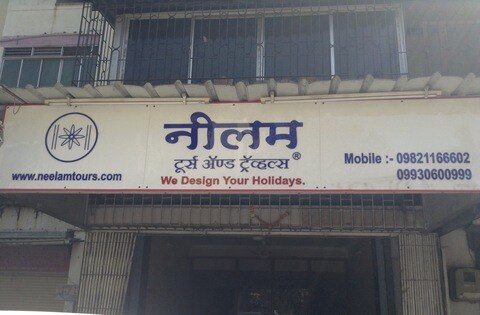 नीलम
टूर्स ॲण्ड ट्रॅव्हल्स®
www.neelamtours.com
We Design Your Holidays.
Mobile :- 09821166602
09930600999